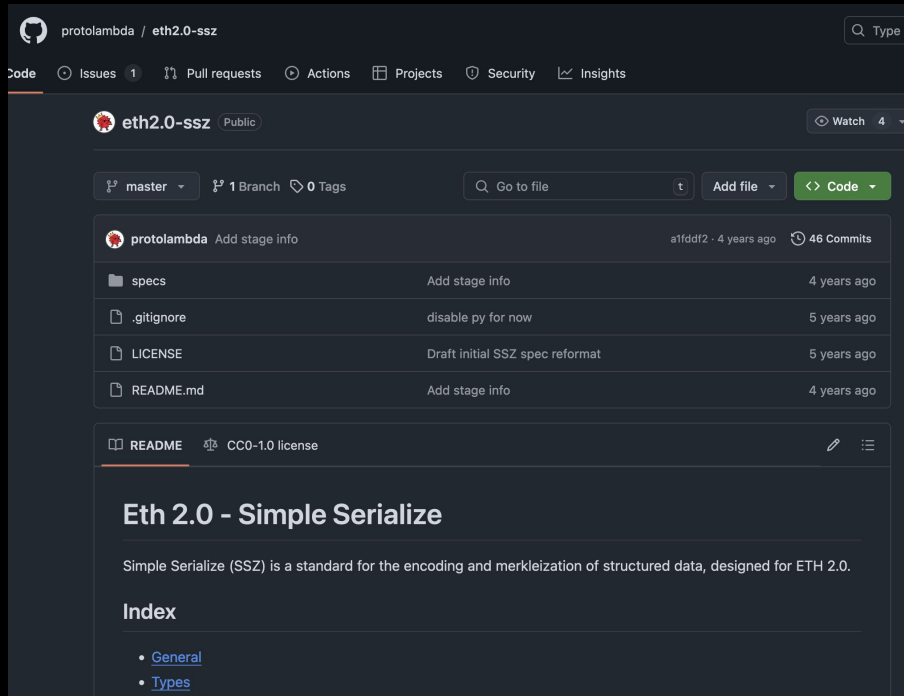 protolambda / eth2.0-ssz
Type
Code Issues 1 Pull requests Actions Projects Security Insights
eth2.0-ssz Public
Watch 4
master 1 Branch 0 Tags Go to file t Add file Code
protolambda Add stage info a1fddf2 · 4 years ago 46 Commits
specs Add stage info 4 years ago
.gitignore disable py for now 5 years ago
LICENSE Draft initial SSZ spec reformat 5 years ago
README.md Add stage info 4 years ago
README CC0-1.0 license
Eth 2.0 - Simple Serialize
Simple Serialize (SSZ) is a standard for the encoding and merkleization of structured data, designed for ETH 2.0.
Index
• General
• Types